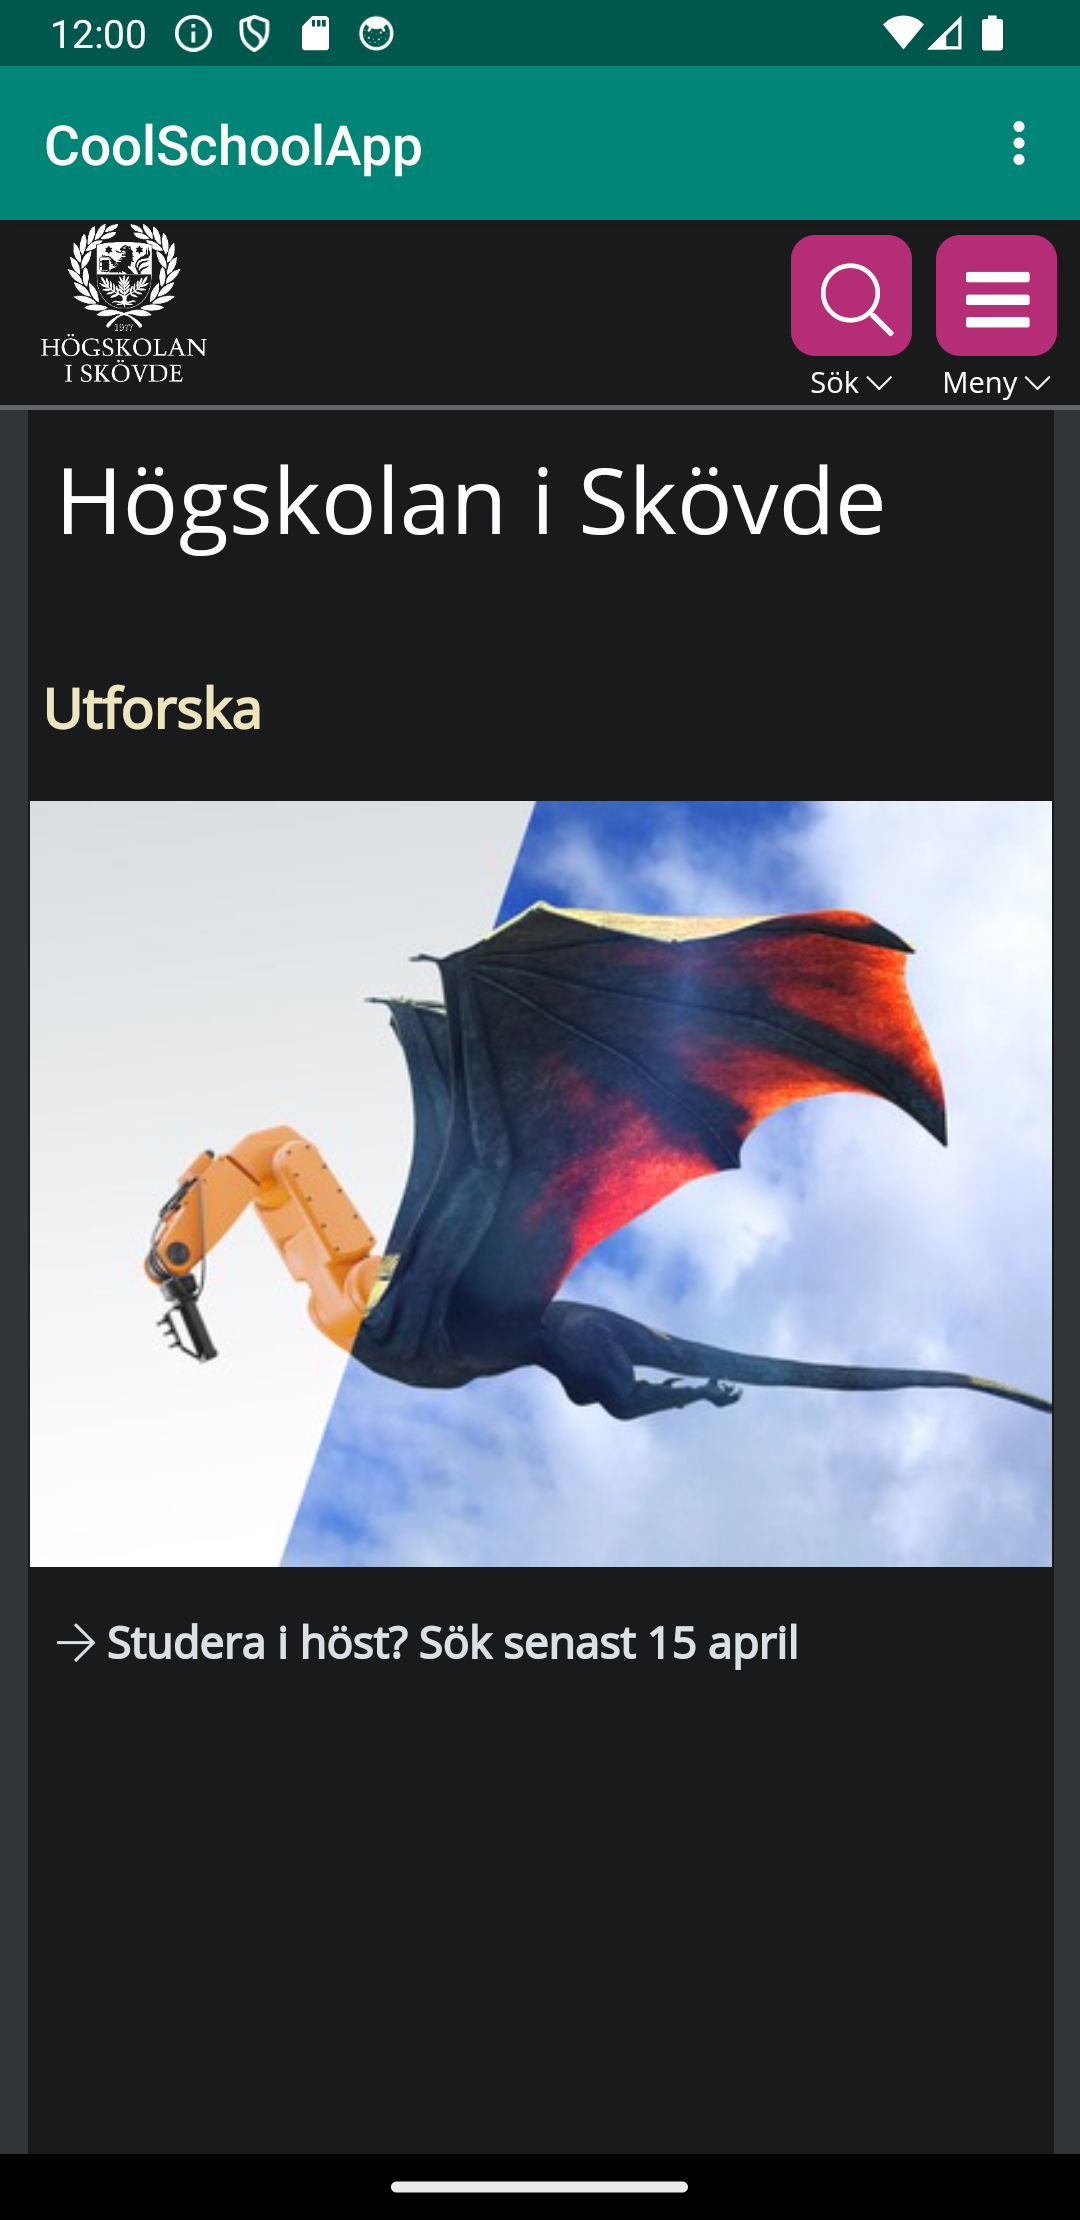 12:00
CoolSchoolApp
1977
HÖGSKOLAN
I SKÖVDE
Sök
Meny
Högskolan i Skövde
Utforska
Studera i höst? Sök senast 15 april